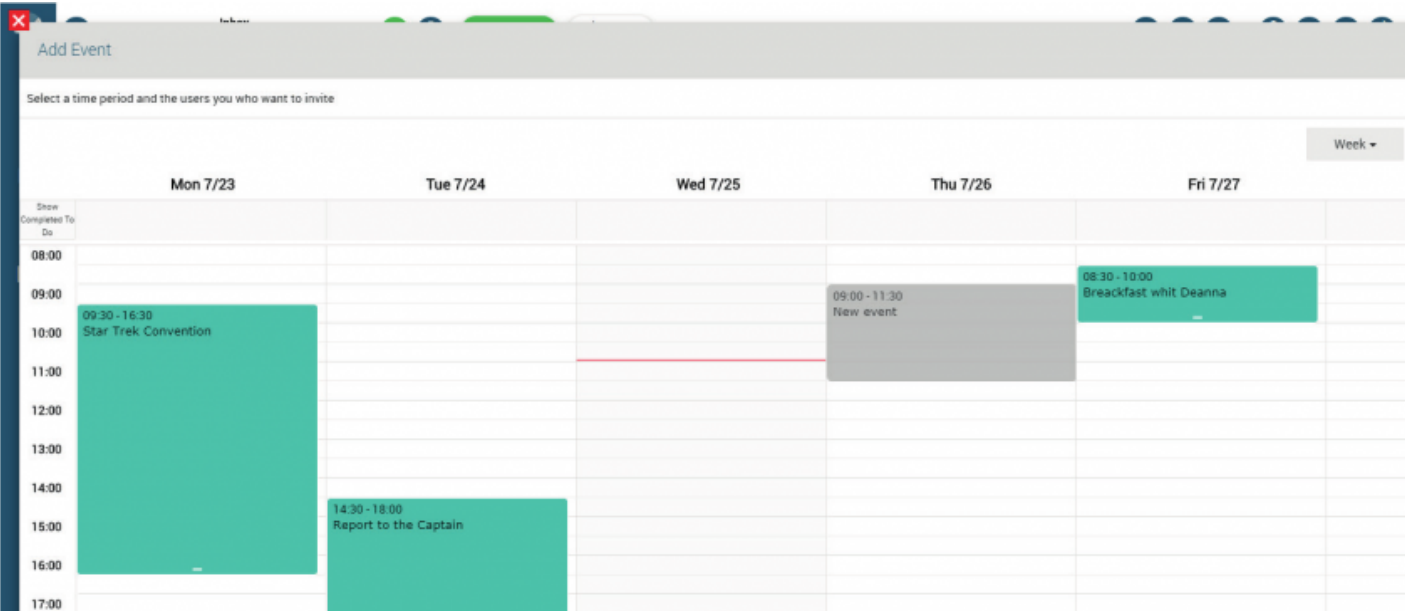 Inbox
Add Event
Select a time period and the users you who want to invite
Week
Mon 7/23 Tue 7/24 Wed 7/25 Thu 7/26 Fri 7/27
Show
Completed To
Do
08:00
08:30 - 10:00
Breackfast whit Deanna
09:00
09:00 - 11:30
New event
09:30 - 16:30
Star Trek Convention
10:00
11:00
12:00
13:00
14:00
14:30 - 18:00
Report to the Captain
15:00
16:00
17:00